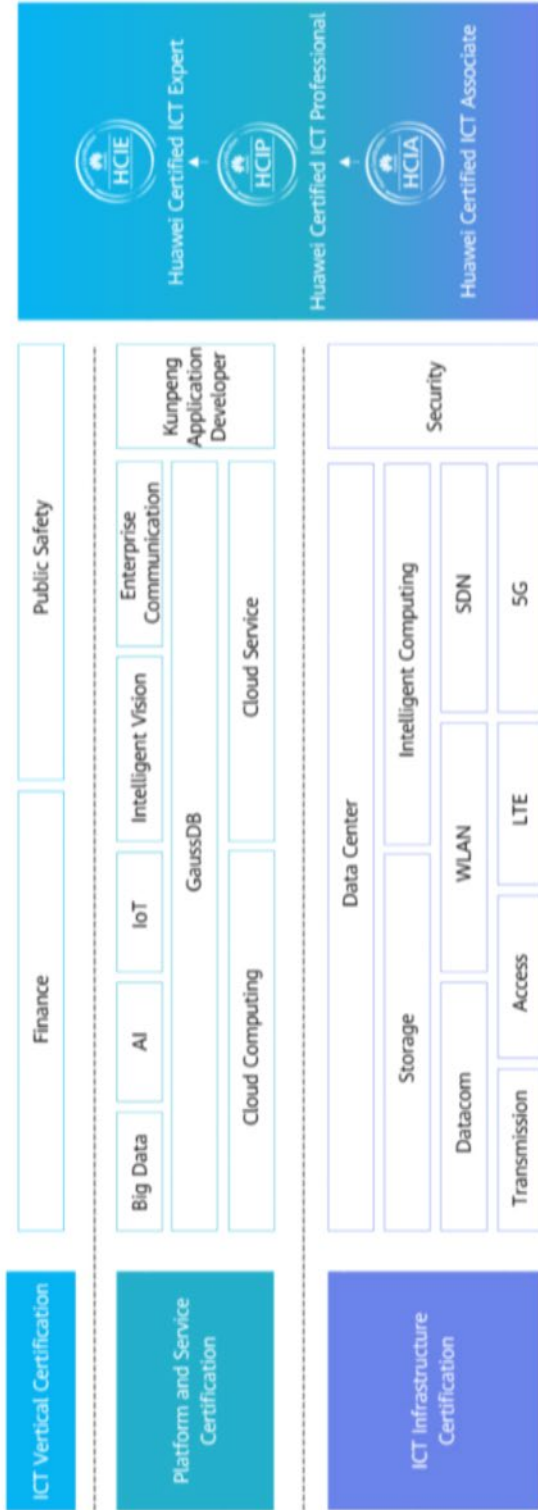 ICT Vertical Certification
Finance
Public Safety
Platform and Service
Certification
Big Data
AI
IoT
Intelligent Vision
Enterprise
Communication
GaussDB
Cloud Computing
Cloud Service
Kunpeng
Application
Developer
ICT Infrastructure
Certification
Data Center
Storage
Intelligent Computing
Datacom
WLAN
SDN
Transmission
Access
LTE
5G
Security
HCIE
Huawei Certified ICT Expert
HCIP
Huawei Certified ICT Professional
HCIA
Huawei Certified ICT Associate